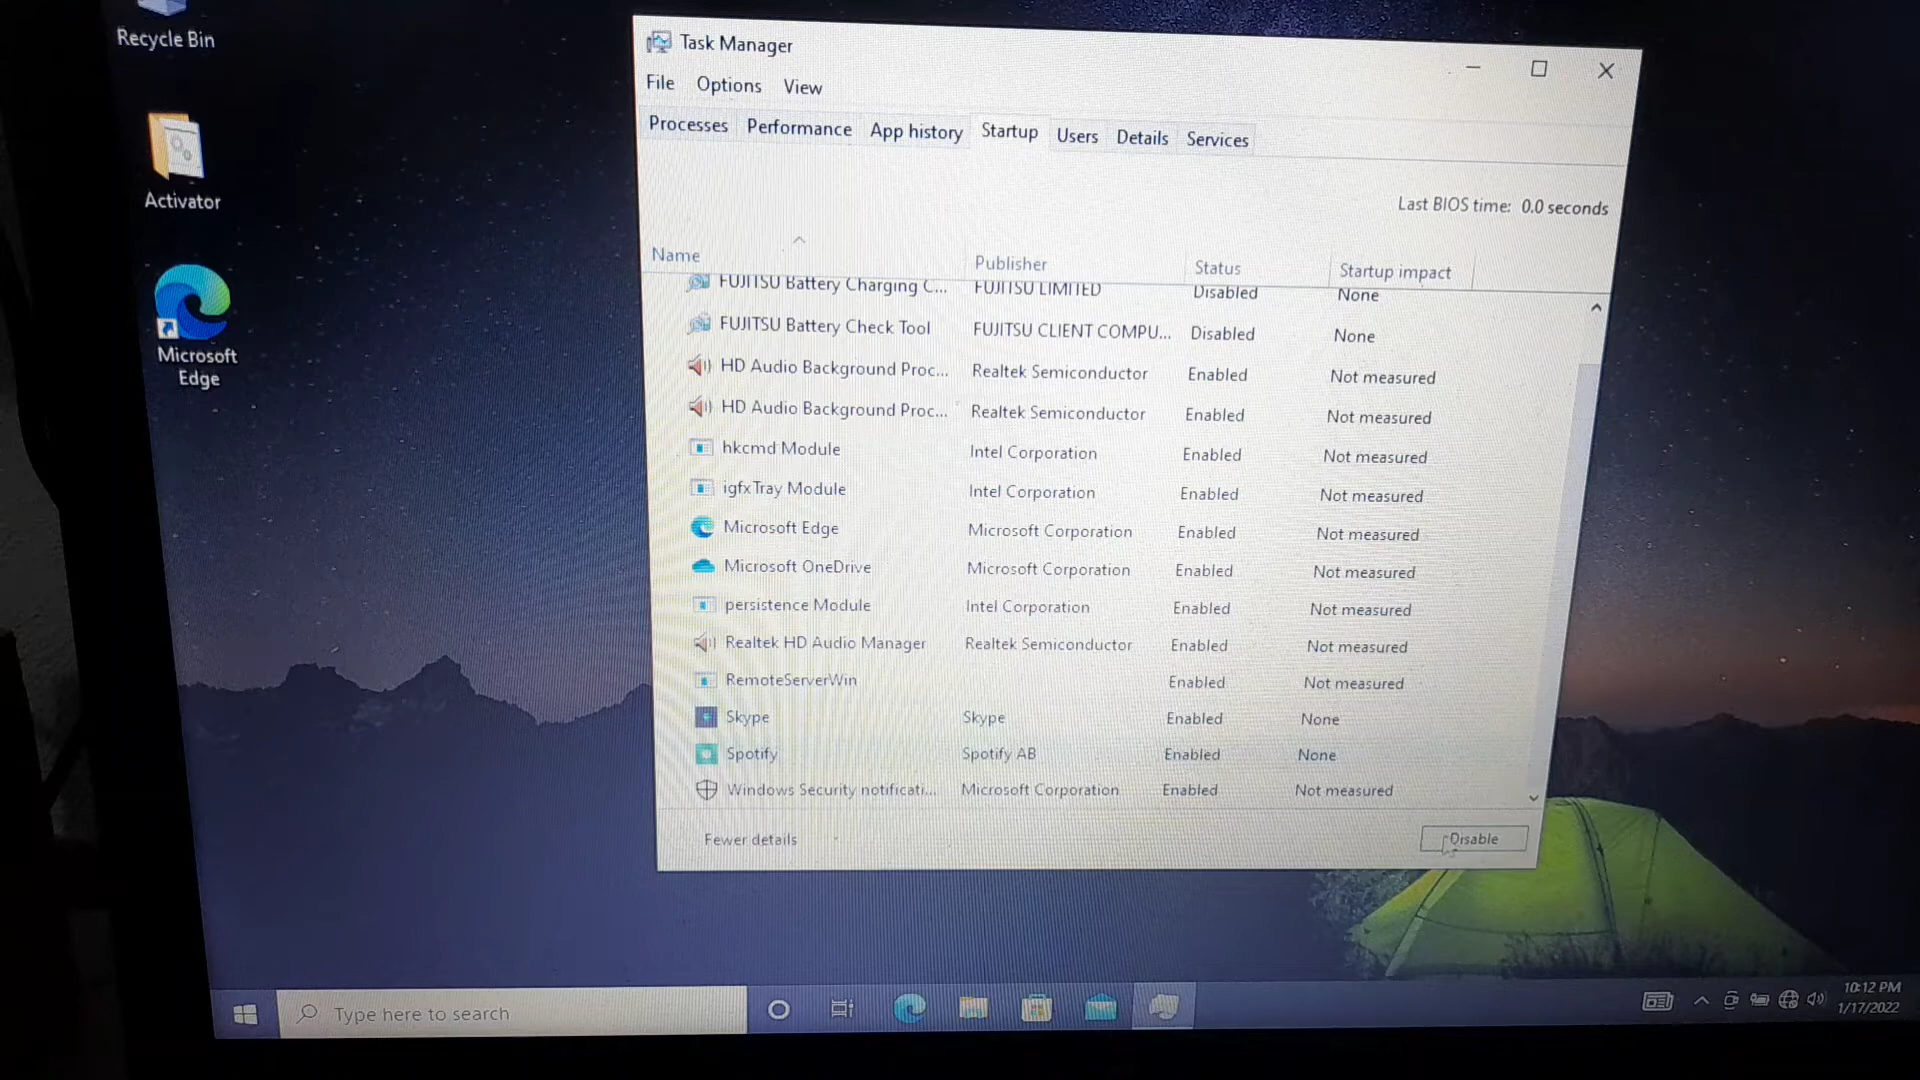 Recycle Bin
Activator
Microsoft
Edge
Task Manager
File Options View
Processes Performance App history Startup Users Details Services
Last BIOS time: 0.0 seconds
Name Publisher Status Startup impact
FUJITSU Battery Charging C... FUJITSU LIMITED Disabled None
FUJITSU Battery Check Tool FUJITSU CLIENT COMPU... Disabled None
HD Audio Background Proc... Realtek Semiconductor Enabled Not measured
HD Audio Background Proc... Realtek Semiconductor Enabled Not measured
hkcmd Module Intel Corporation Enabled Not measured
igfxTray Module Intel Corporation Enabled Not measured
Microsoft Edge Microsoft Corporation Enabled Not measured
Microsoft OneDrive Microsoft Corporation Enabled Not measured
persistence Module Intel Corporation Enabled Not measured
Realtek HD Audio Manager Realtek Semiconductor Enabled Not measured
RemoteServerWin Enabled Not measured
Skype Skype Enabled None
Spotify Spotify AB Enabled None
Windows Security notificati... Microsoft Corporation Enabled Not measured
Fewer details Disable
Type here to search
10:12 PM
1/17/2022